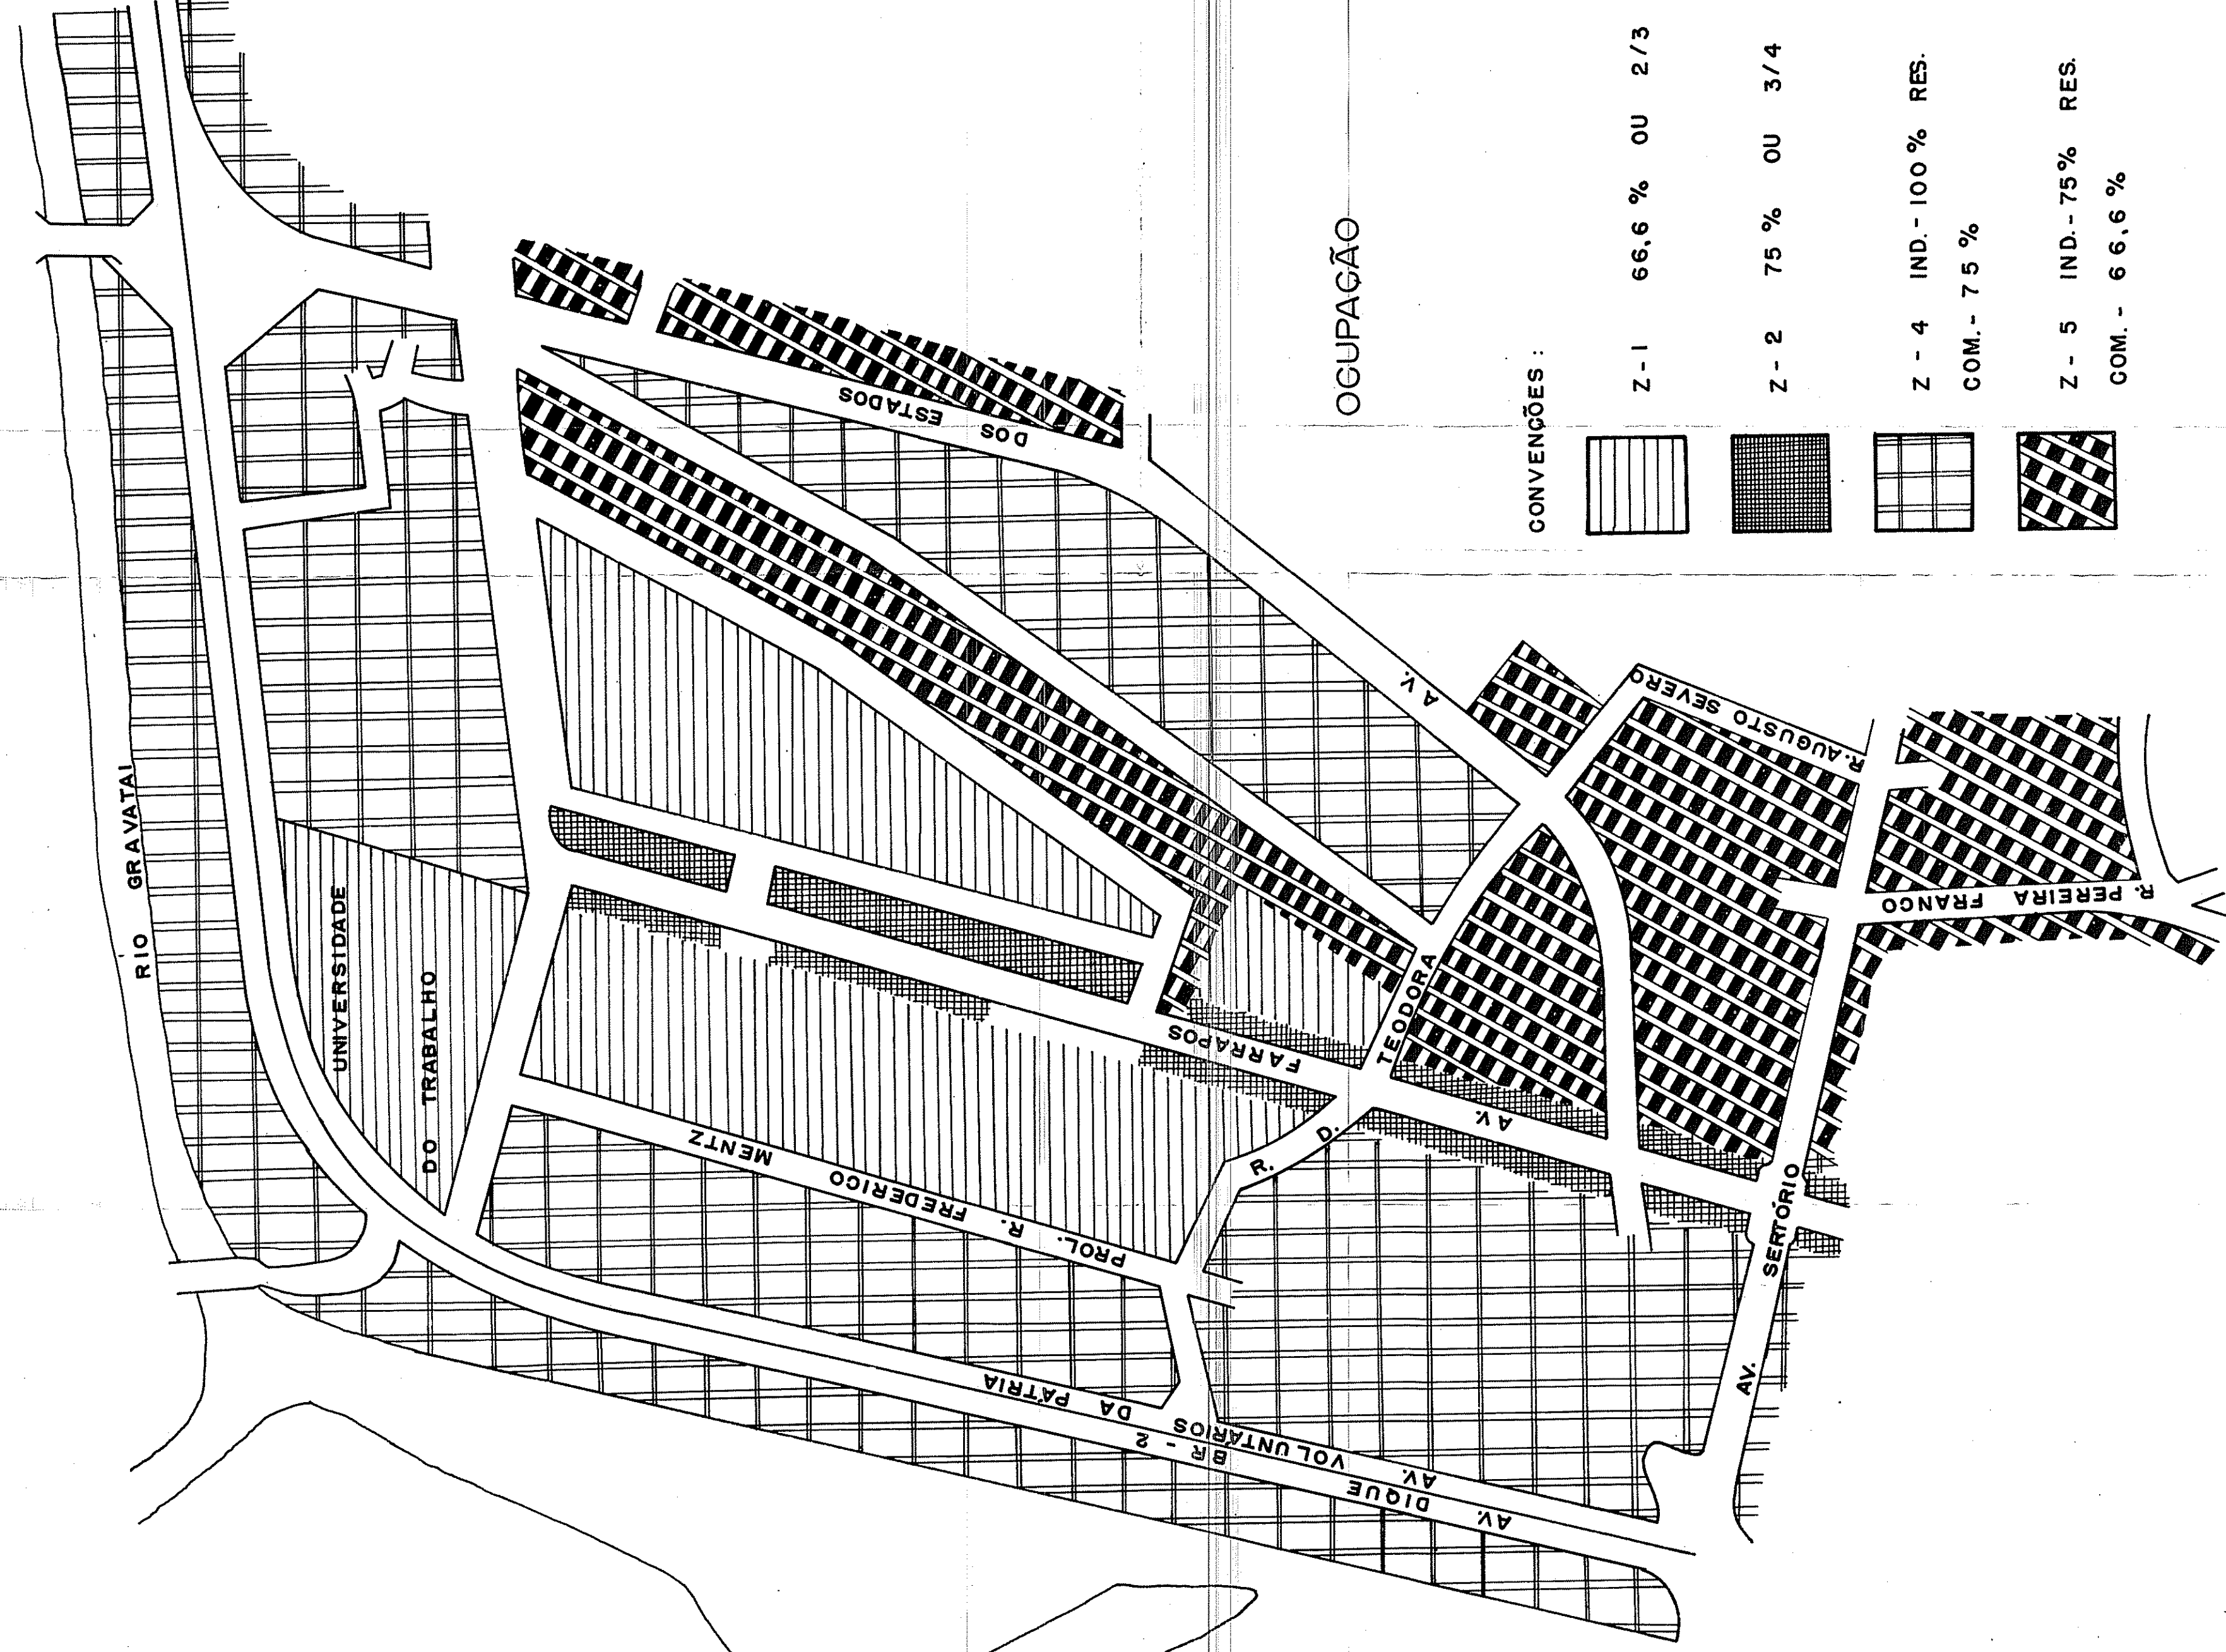 OCUPAÇÃO
CONVENÇÕES:
Z-1 66,6 % OU 2/3
Z-2 75 % OU 3/4
Z-4 IND.-100 % RES.
COM.-75 %
Z-5 IND.-75% RES.
COM.-66,6 %
RIO GRAVATAI
UNIVERSIDADE
DO TRABALHO
AV. DOS ESTADOS
R. AUGUSTO SEVERO
R. PEREIRA FRANCO
AV. FARRAPOS
R. D. TEODORA
PROL. R. FREDERICO MENTZ
AV. SERTÓRIO
AV. VOLUNTÁRIOS DA PÁTRIA
AV. DIQUE BR-2